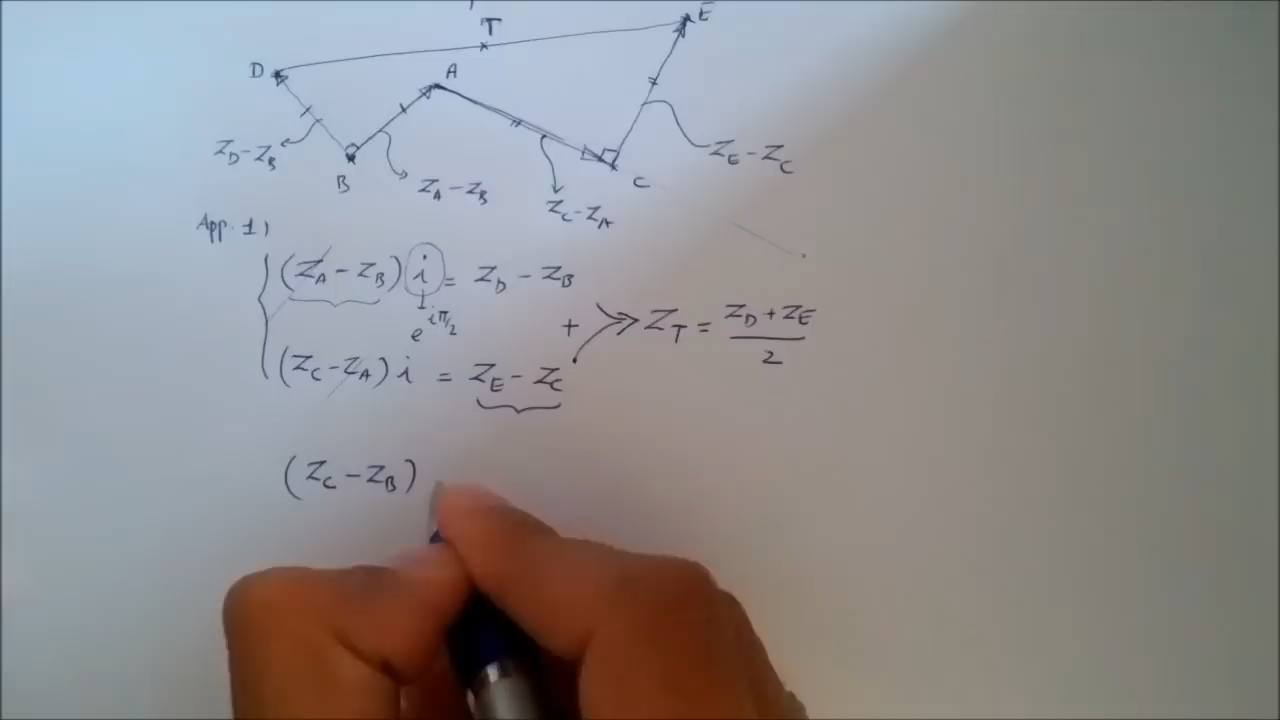 T
E
D
A
Z_D - Z_B
B
Z_A - Z_B
Z_C - Z_A
C
Z_E - Z_C
App. 1)
(Z_A - Z_B) i = Z_D - Z_B
e^{iπ/2}
+ ⇒ Z_T = \frac{Z_D + Z_E}{2}
(Z_C - Z_A) i = Z_E - Z_C
(Z_C - Z_B)